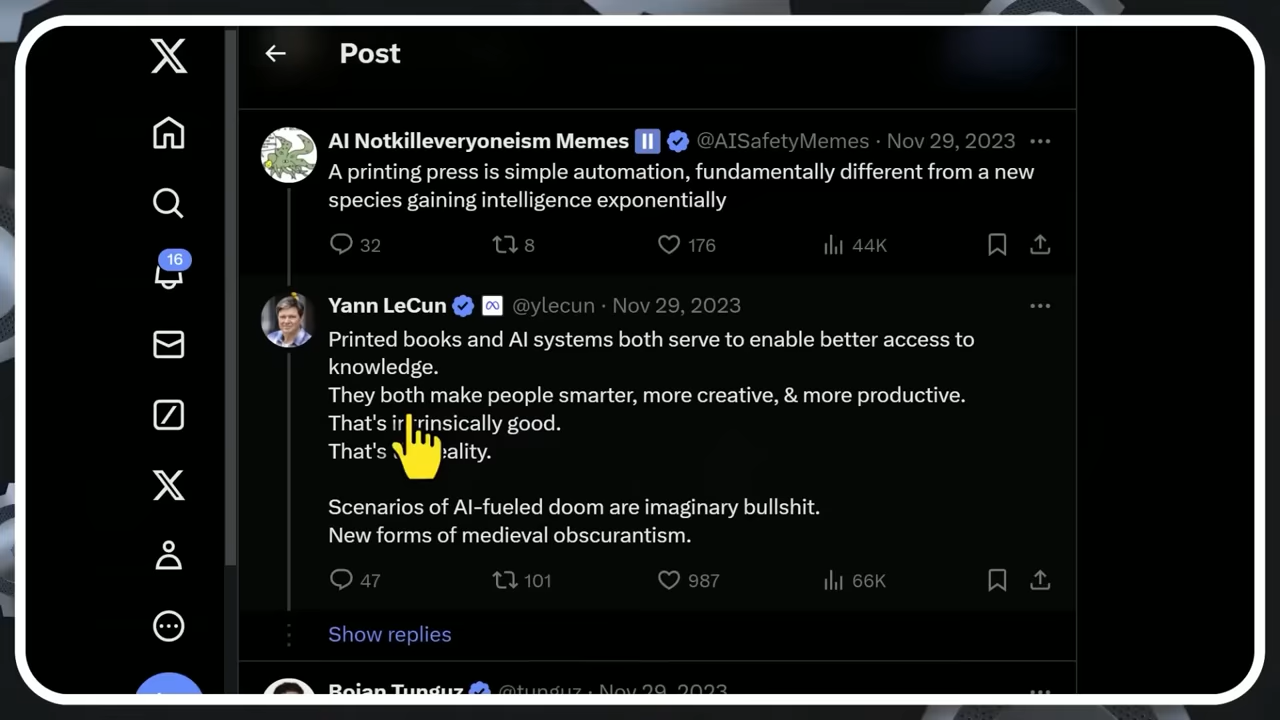 Post
AI Notkilleveryoneism Memes @AISafetyMemes · Nov 29, 2023
A printing press is simple automation, fundamentally different from a new
species gaining intelligence exponentially
32 8 176 44K
16
Yann LeCun @ylecun · Nov 29, 2023
Printed books and AI systems both serve to enable better access to
knowledge.
They both make people smarter, more creative, & more productive.
That's intrinsically good.
That's reality.
Scenarios of AI-fueled doom are imaginary bullshit.
New forms of medieval obscurantism.
47 101 987 66K
Show replies
Bojan Tunguz @tunguz · Nov 29, 2023